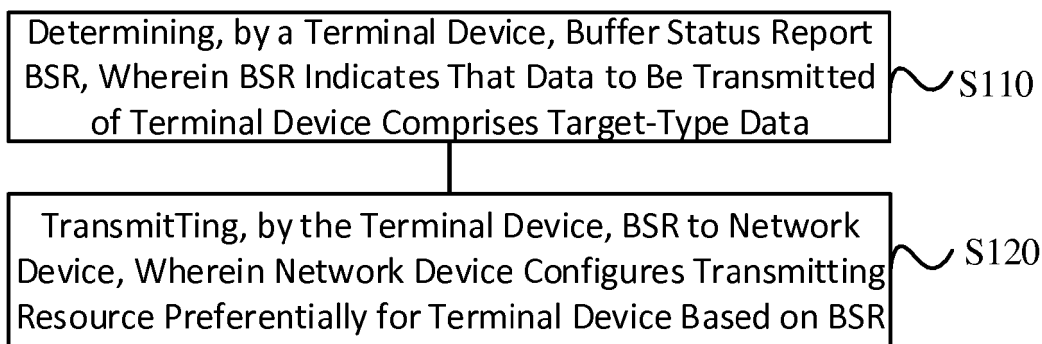 Determining, by a Terminal Device, Buffer Status Report
BSR, Wherein BSR Indicates That Data to Be Transmitted
of Terminal Device Comprises Target-Type Data
S110
TransmitTing, by the Terminal Device, BSR to Network
Device, Wherein Network Device Configures Transmitting
Resource Preferentially for Terminal Device Based on BSR
S120